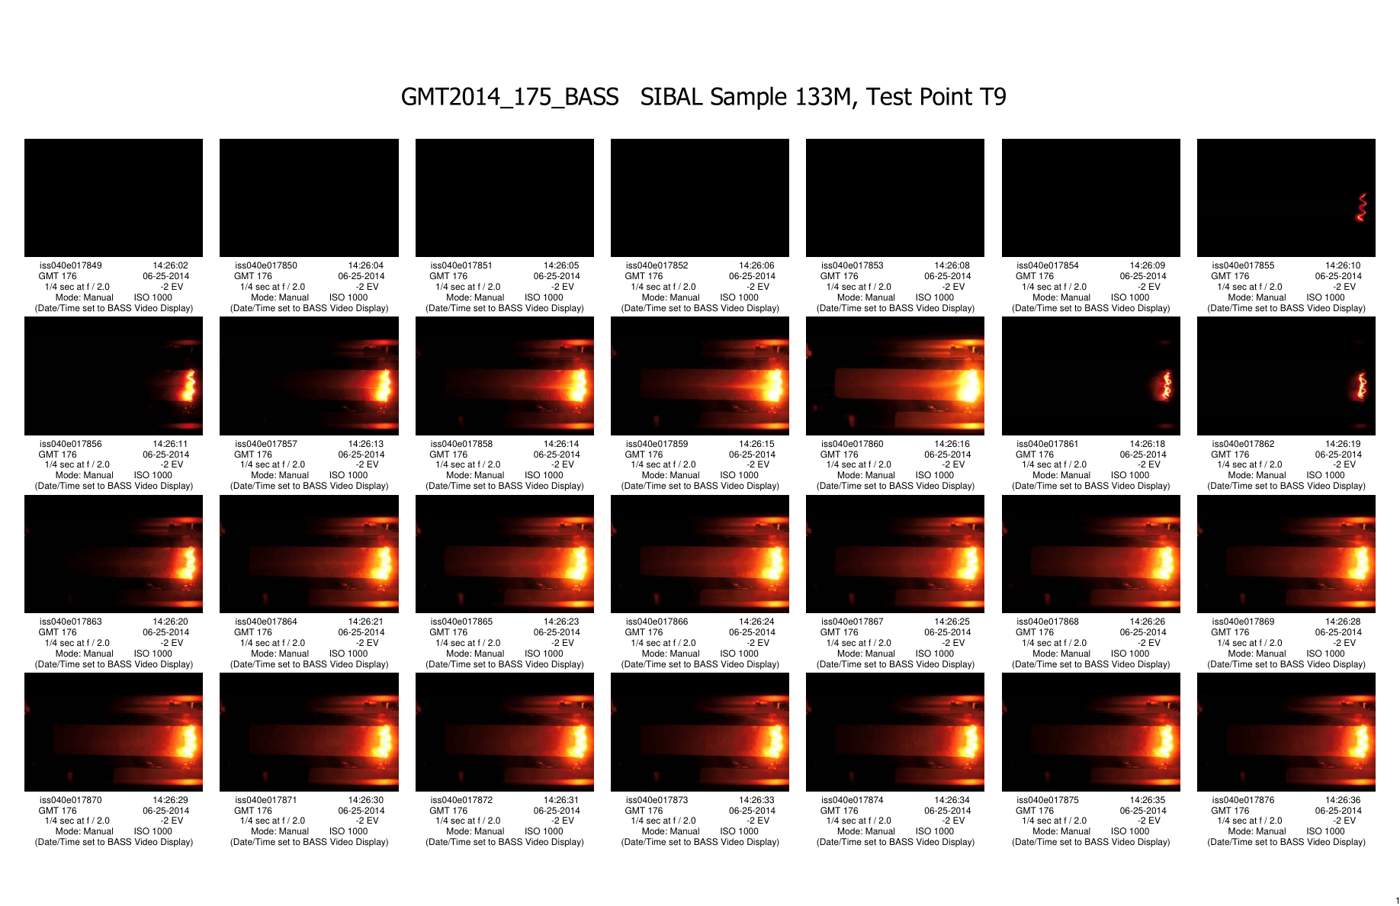 GMT2014_175_BASS SIBAL Sample 133M, Test Point T9
iss040e017849 14:26:02 iss040e017850 14:26:04 iss040e017851 14:26:05 iss040e017852 14:26:06 iss040e017853 14:26:08 iss040e017854 14:26:09 iss040e017855 14:26:10
GMT 176 06-25-2014 GMT 176 06-25-2014 GMT 176 06-25-2014 GMT 176 06-25-2014 GMT 176 06-25-2014 GMT 176 06-25-2014 GMT 176 06-25-2014
1/4 sec at f / 2.0 -2 EV 1/4 sec at f / 2.0 -2 EV 1/4 sec at f / 2.0 -2 EV 1/4 sec at f / 2.0 -2 EV 1/4 sec at f / 2.0 -2 EV 1/4 sec at f / 2.0 -2 EV 1/4 sec at f / 2.0 -2 EV
Mode: Manual ISO 1000 Mode: Manual ISO 1000 Mode: Manual ISO 1000 Mode: Manual ISO 1000 Mode: Manual ISO 1000 Mode: Manual ISO 1000 Mode: Manual ISO 1000
(Date/Time set to BASS Video Display) (Date/Time set to BASS Video Display) (Date/Time set to BASS Video Display) (Date/Time set to BASS Video Display) (Date/Time set to BASS Video Display) (Date/Time set to BASS Video Display) (Date/Time set to BASS Video Display)
iss040e017856 14:26:11 iss040e017857 14:26:13 iss040e017858 14:26:14 iss040e017859 14:26:15 iss040e017860 14:26:16 iss040e017861 14:26:18 iss040e017862 14:26:19
GMT 176 06-25-2014 GMT 176 06-25-2014 GMT 176 06-25-2014 GMT 176 06-25-2014 GMT 176 06-25-2014 GMT 176 06-25-2014 GMT 176 06-25-2014
1/4 sec at f / 2.0 -2 EV 1/4 sec at f / 2.0 -2 EV 1/4 sec at f / 2.0 -2 EV 1/4 sec at f / 2.0 -2 EV 1/4 sec at f / 2.0 -2 EV 1/4 sec at f / 2.0 -2 EV 1/4 sec at f / 2.0 -2 EV
Mode: Manual ISO 1000 Mode: Manual ISO 1000 Mode: Manual ISO 1000 Mode: Manual ISO 1000 Mode: Manual ISO 1000 Mode: Manual ISO 1000 Mode: Manual ISO 1000
(Date/Time set to BASS Video Display) (Date/Time set to BASS Video Display) (Date/Time set to BASS Video Display) (Date/Time set to BASS Video Display) (Date/Time set to BASS Video Display) (Date/Time set to BASS Video Display) (Date/Time set to BASS Video Display)
iss040e017863 14:26:20 iss040e017864 14:26:21 iss040e017865 14:26:23 iss040e017866 14:26:24 iss040e017867 14:26:25 iss040e017868 14:26:26 iss040e017869 14:26:28
GMT 176 06-25-2014 GMT 176 06-25-2014 GMT 176 06-25-2014 GMT 176 06-25-2014 GMT 176 06-25-2014 GMT 176 06-25-2014 GMT 176 06-25-2014
1/4 sec at f / 2.0 -2 EV 1/4 sec at f / 2.0 -2 EV 1/4 sec at f / 2.0 -2 EV 1/4 sec at f / 2.0 -2 EV 1/4 sec at f / 2.0 -2 EV 1/4 sec at f / 2.0 -2 EV 1/4 sec at f / 2.0 -2 EV
Mode: Manual ISO 1000 Mode: Manual ISO 1000 Mode: Manual ISO 1000 Mode: Manual ISO 1000 Mode: Manual ISO 1000 Mode: Manual ISO 1000 Mode: Manual ISO 1000
(Date/Time set to BASS Video Display) (Date/Time set to BASS Video Display) (Date/Time set to BASS Video Display) (Date/Time set to BASS Video Display) (Date/Time set to BASS Video Display) (Date/Time set to BASS Video Display) (Date/Time set to BASS Video Display)
iss040e017870 14:26:29 iss040e017871 14:26:30 iss040e017872 14:26:31 iss040e017873 14:26:33 iss040e017874 14:26:34 iss040e017875 14:26:35 iss040e017876 14:26:36
GMT 176 06-25-2014 GMT 176 06-25-2014 GMT 176 06-25-2014 GMT 176 06-25-2014 GMT 176 06-25-2014 GMT 176 06-25-2014 GMT 176 06-25-2014
1/4 sec at f / 2.0 -2 EV 1/4 sec at f / 2.0 -2 EV 1/4 sec at f / 2.0 -2 EV 1/4 sec at f / 2.0 -2 EV 1/4 sec at f / 2.0 -2 EV 1/4 sec at f / 2.0 -2 EV 1/4 sec at f / 2.0 -2 EV
Mode: Manual ISO 1000 Mode: Manual ISO 1000 Mode: Manual ISO 1000 Mode: Manual ISO 1000 Mode: Manual ISO 1000 Mode: Manual ISO 1000 Mode: Manual ISO 1000
(Date/Time set to BASS Video Display) (Date/Time set to BASS Video Display) (Date/Time set to BASS Video Display) (Date/Time set to BASS Video Display) (Date/Time set to BASS Video Display) (Date/Time set to BASS Video Display) (Date/Time set to BASS Video Display)